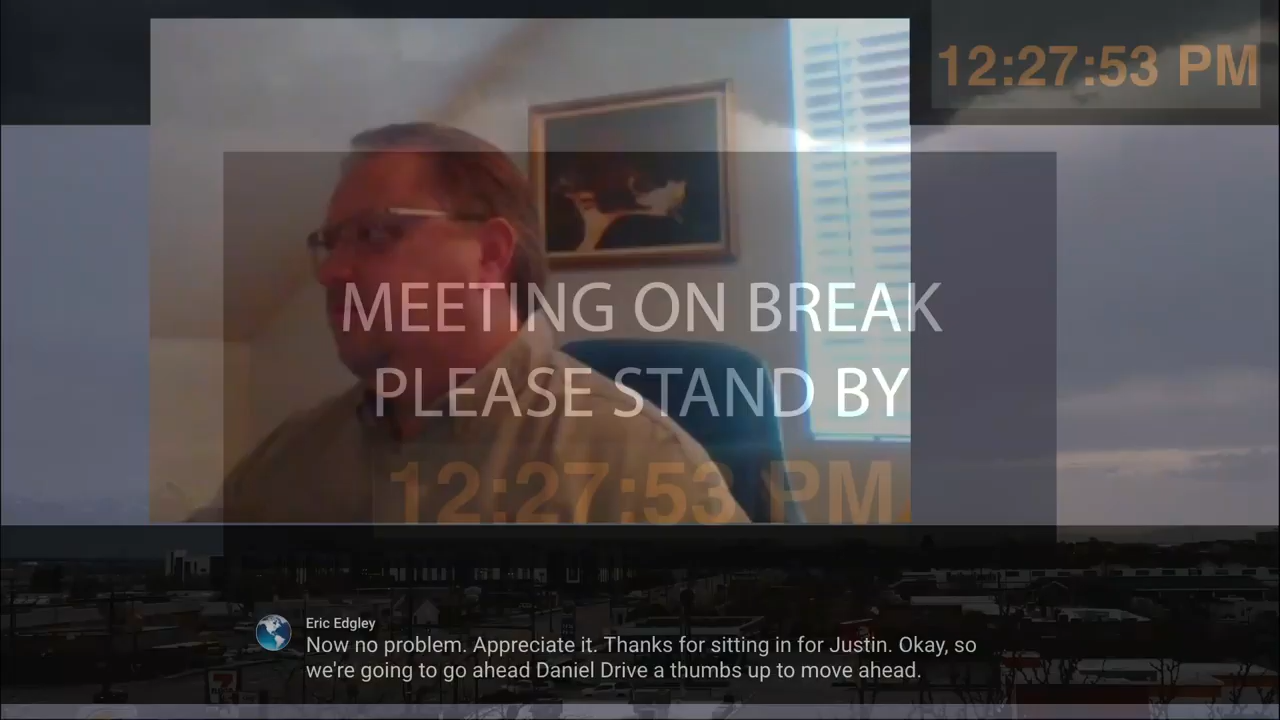 12:27:53 PM
MEETING ON BREAK
PLEASE STAND BY
12:27:53 PM
Eric Edgley
Now no problem. Appreciate it. Thanks for sitting in for Justin. Okay, so
we're going to go ahead Daniel Drive a thumbs up to move ahead.